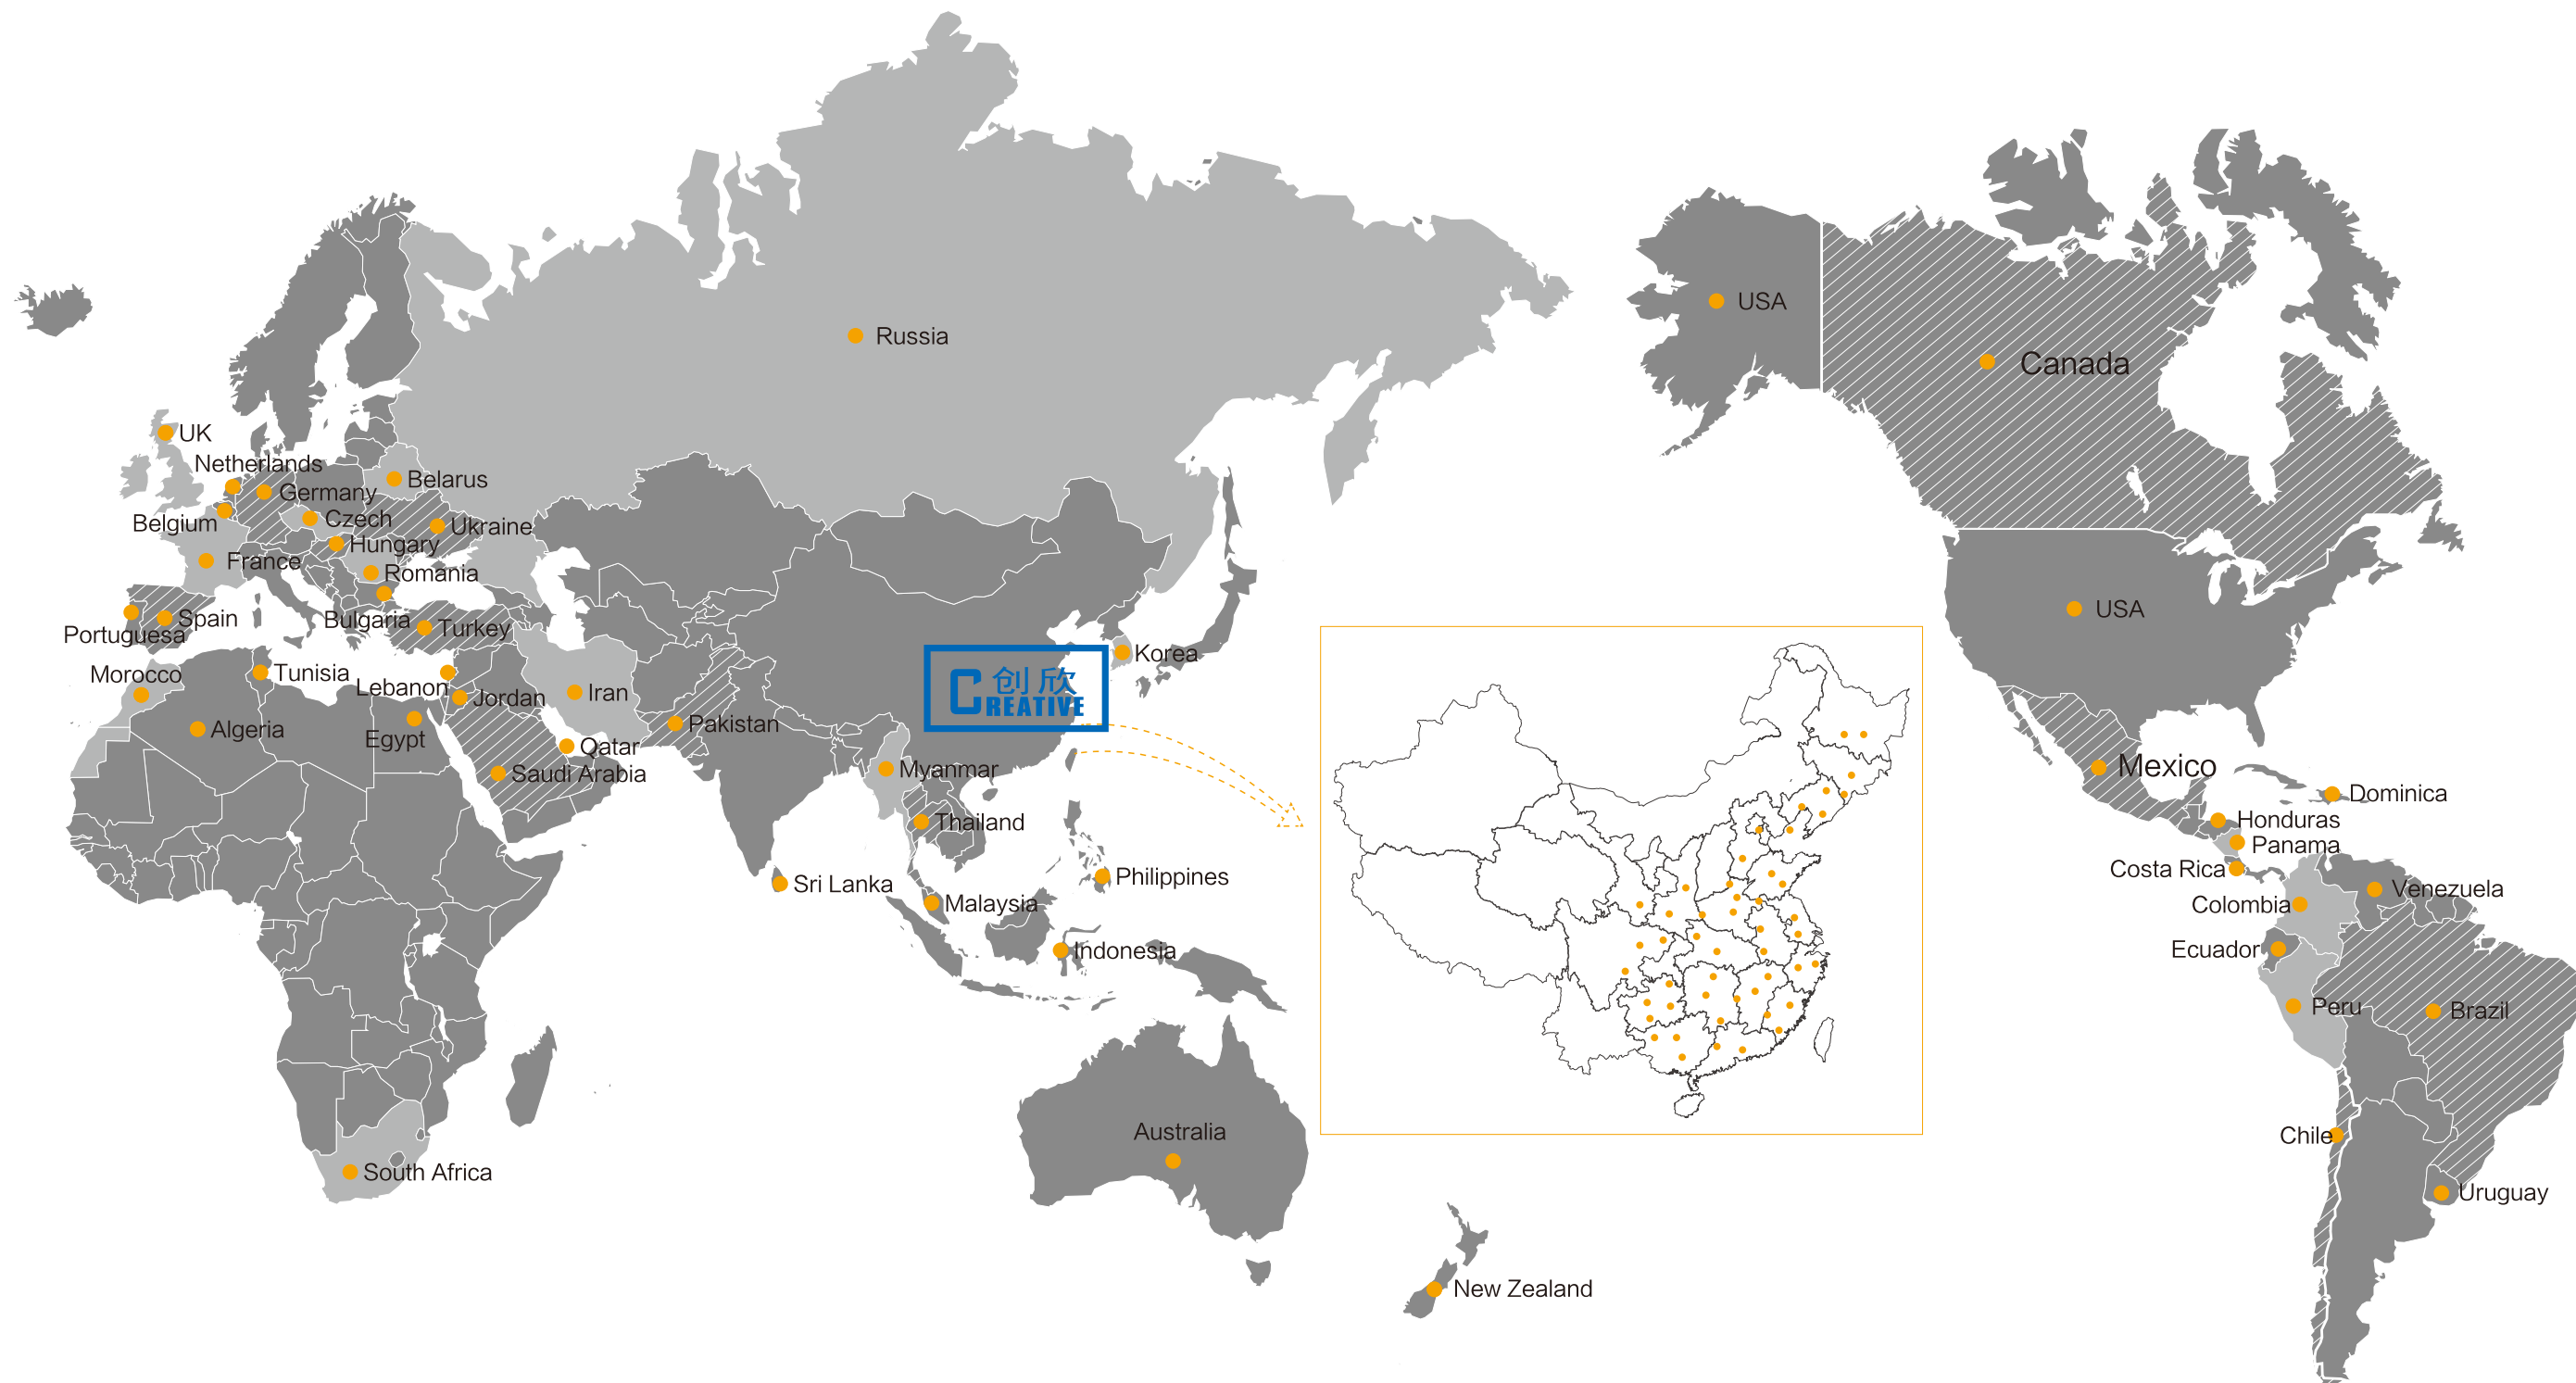 Russia
USA
Canada
UK
Netherlands
Belarus
Germany
Belgium
Czech
Ukraine
Hungary
France
Romania
USA
Spain
Bulgaria
Turkey
Portuguesa
Korea
Morocco
Tunisia
Lebanon
Jordan
Iran
创欣
CREATIVE
Pakistan
Algeria
Egypt
Qatar
Saudi Arabia
Myanmar
Mexico
Dominica
Thailand
Honduras
Panama
Costa Rica
Sri Lanka
Philippines
Venezuela
Malaysia
Colombia
Indonesia
Ecuador
Peru
Brazil
Australia
Chile
South Africa
Uruguay
New Zealand